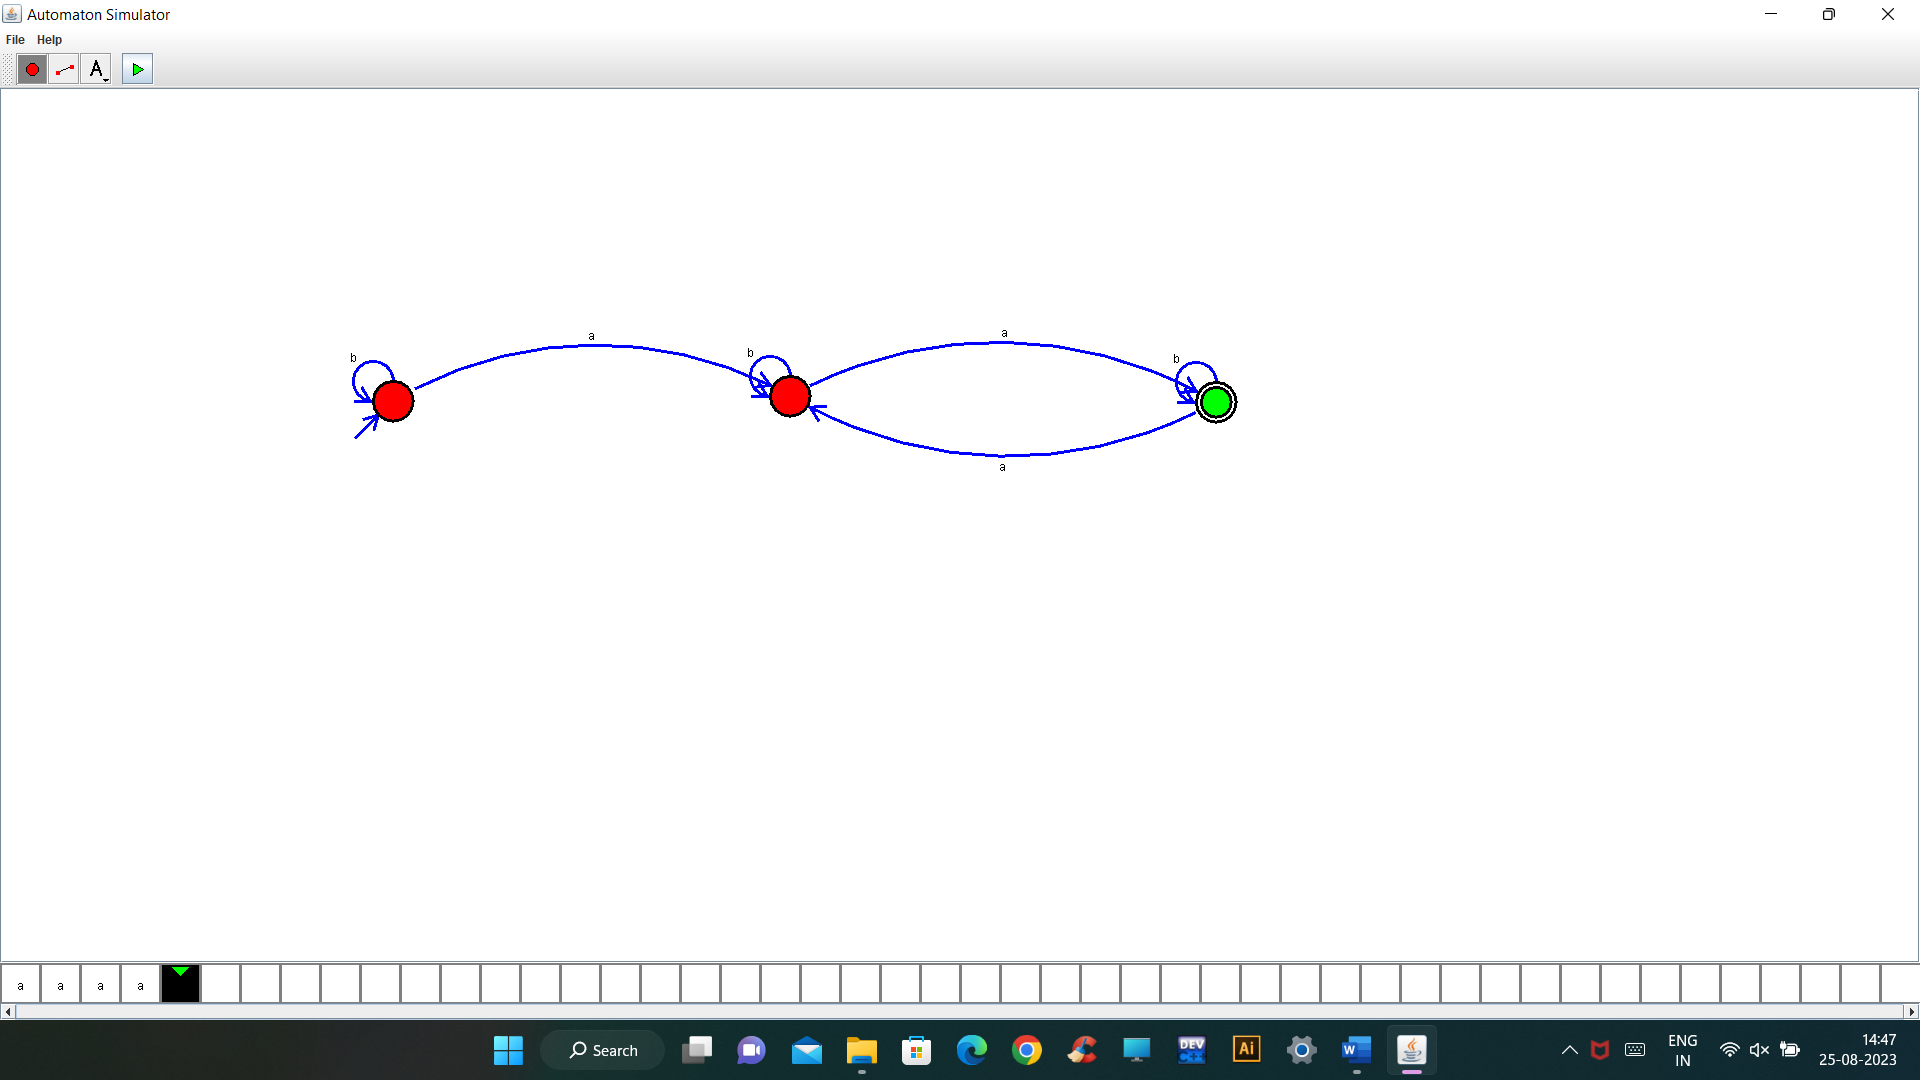 Automaton Simulator
File Help
A
a
a
b
b
b
a
a a a a
Search
DEV
C++
Ai
W
ENG
IN
14:47
25-08-2023